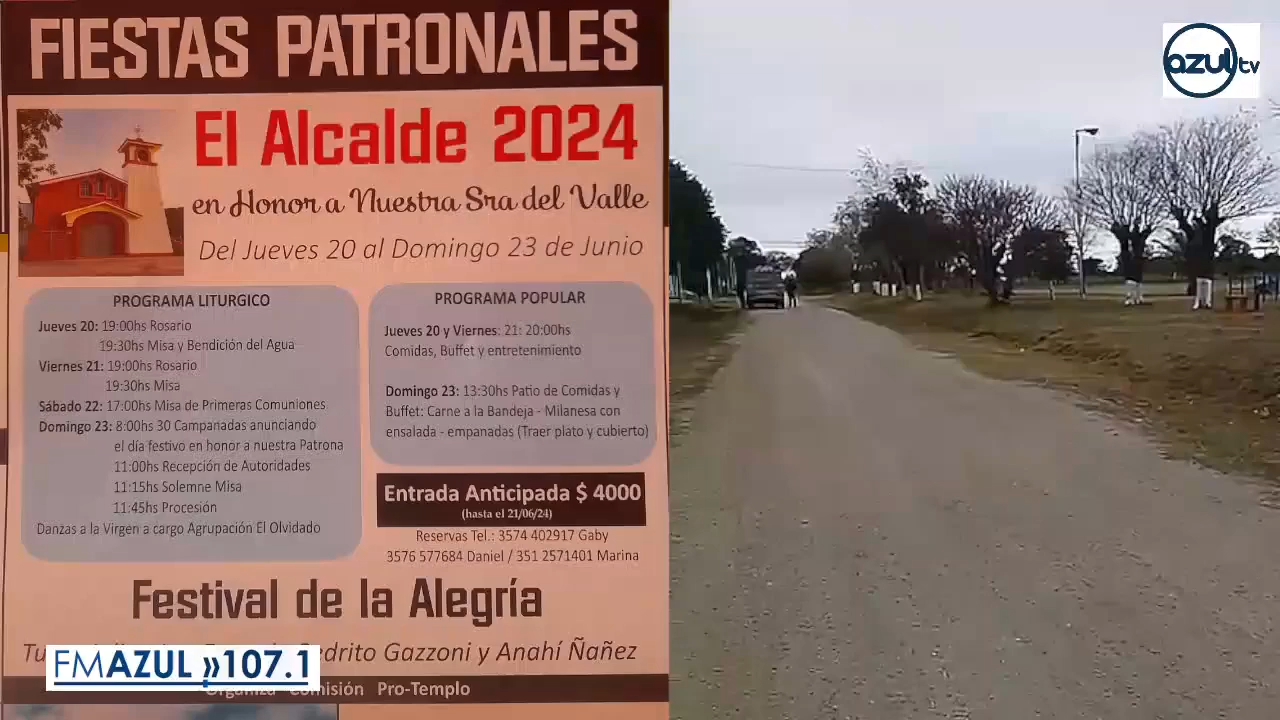 FIESTAS PATRONALES
El Alcalde 2024
en Honor a Nuestra Sra del Valle
Del Jueves 20 al Domingo 23 de Junio
PROGRAMA LITURGICO
Jueves 20: 19:00hs Rosario
19:30hs Misa y Bendición del Agua
Viernes 21: 19:00hs Rosario
19:30hs Misa
Sábado 22: 17:00hs Misa de Primeras Comuniones
Domingo 23: 8:00hs 30 Campanadas anunciando
el día festivo en honor a nuestra Patrona
11:00hs Recepción de Autoridades
11:15hs Solemne Misa
11:45hs Procesión
Danzas a la Virgen a cargo Agrupación El Olvidado
PROGRAMA POPULAR
Jueves 20 y Viernes: 21: 20:00hs
Comidas, Buffet y entretenimiento
Domingo 23: 13:30hs Patio de Comidas y
Buffet: Carne a la Bandeja - Milanesa con
ensalada - empanadas (Traer plato y cubierto)
Entrada Anticipada $ 4000
(hasta el 21/06/24)
Reservas Tel.: 3574 402917 Gaby
3576 577684 Daniel / 351 2571401 Marina
Festival de la Alegría
Gazzoni y Anahí Ñañez
Pro-Templo
FMAZUL 107.1
azul tv